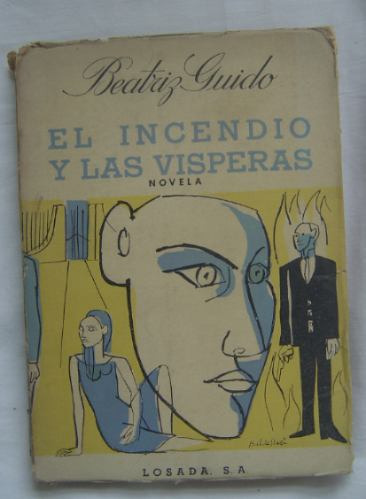 Beatriz Guido
EL INCENDIO
Y LAS VISPERAS
NOVELA
LOSADA, S.A.